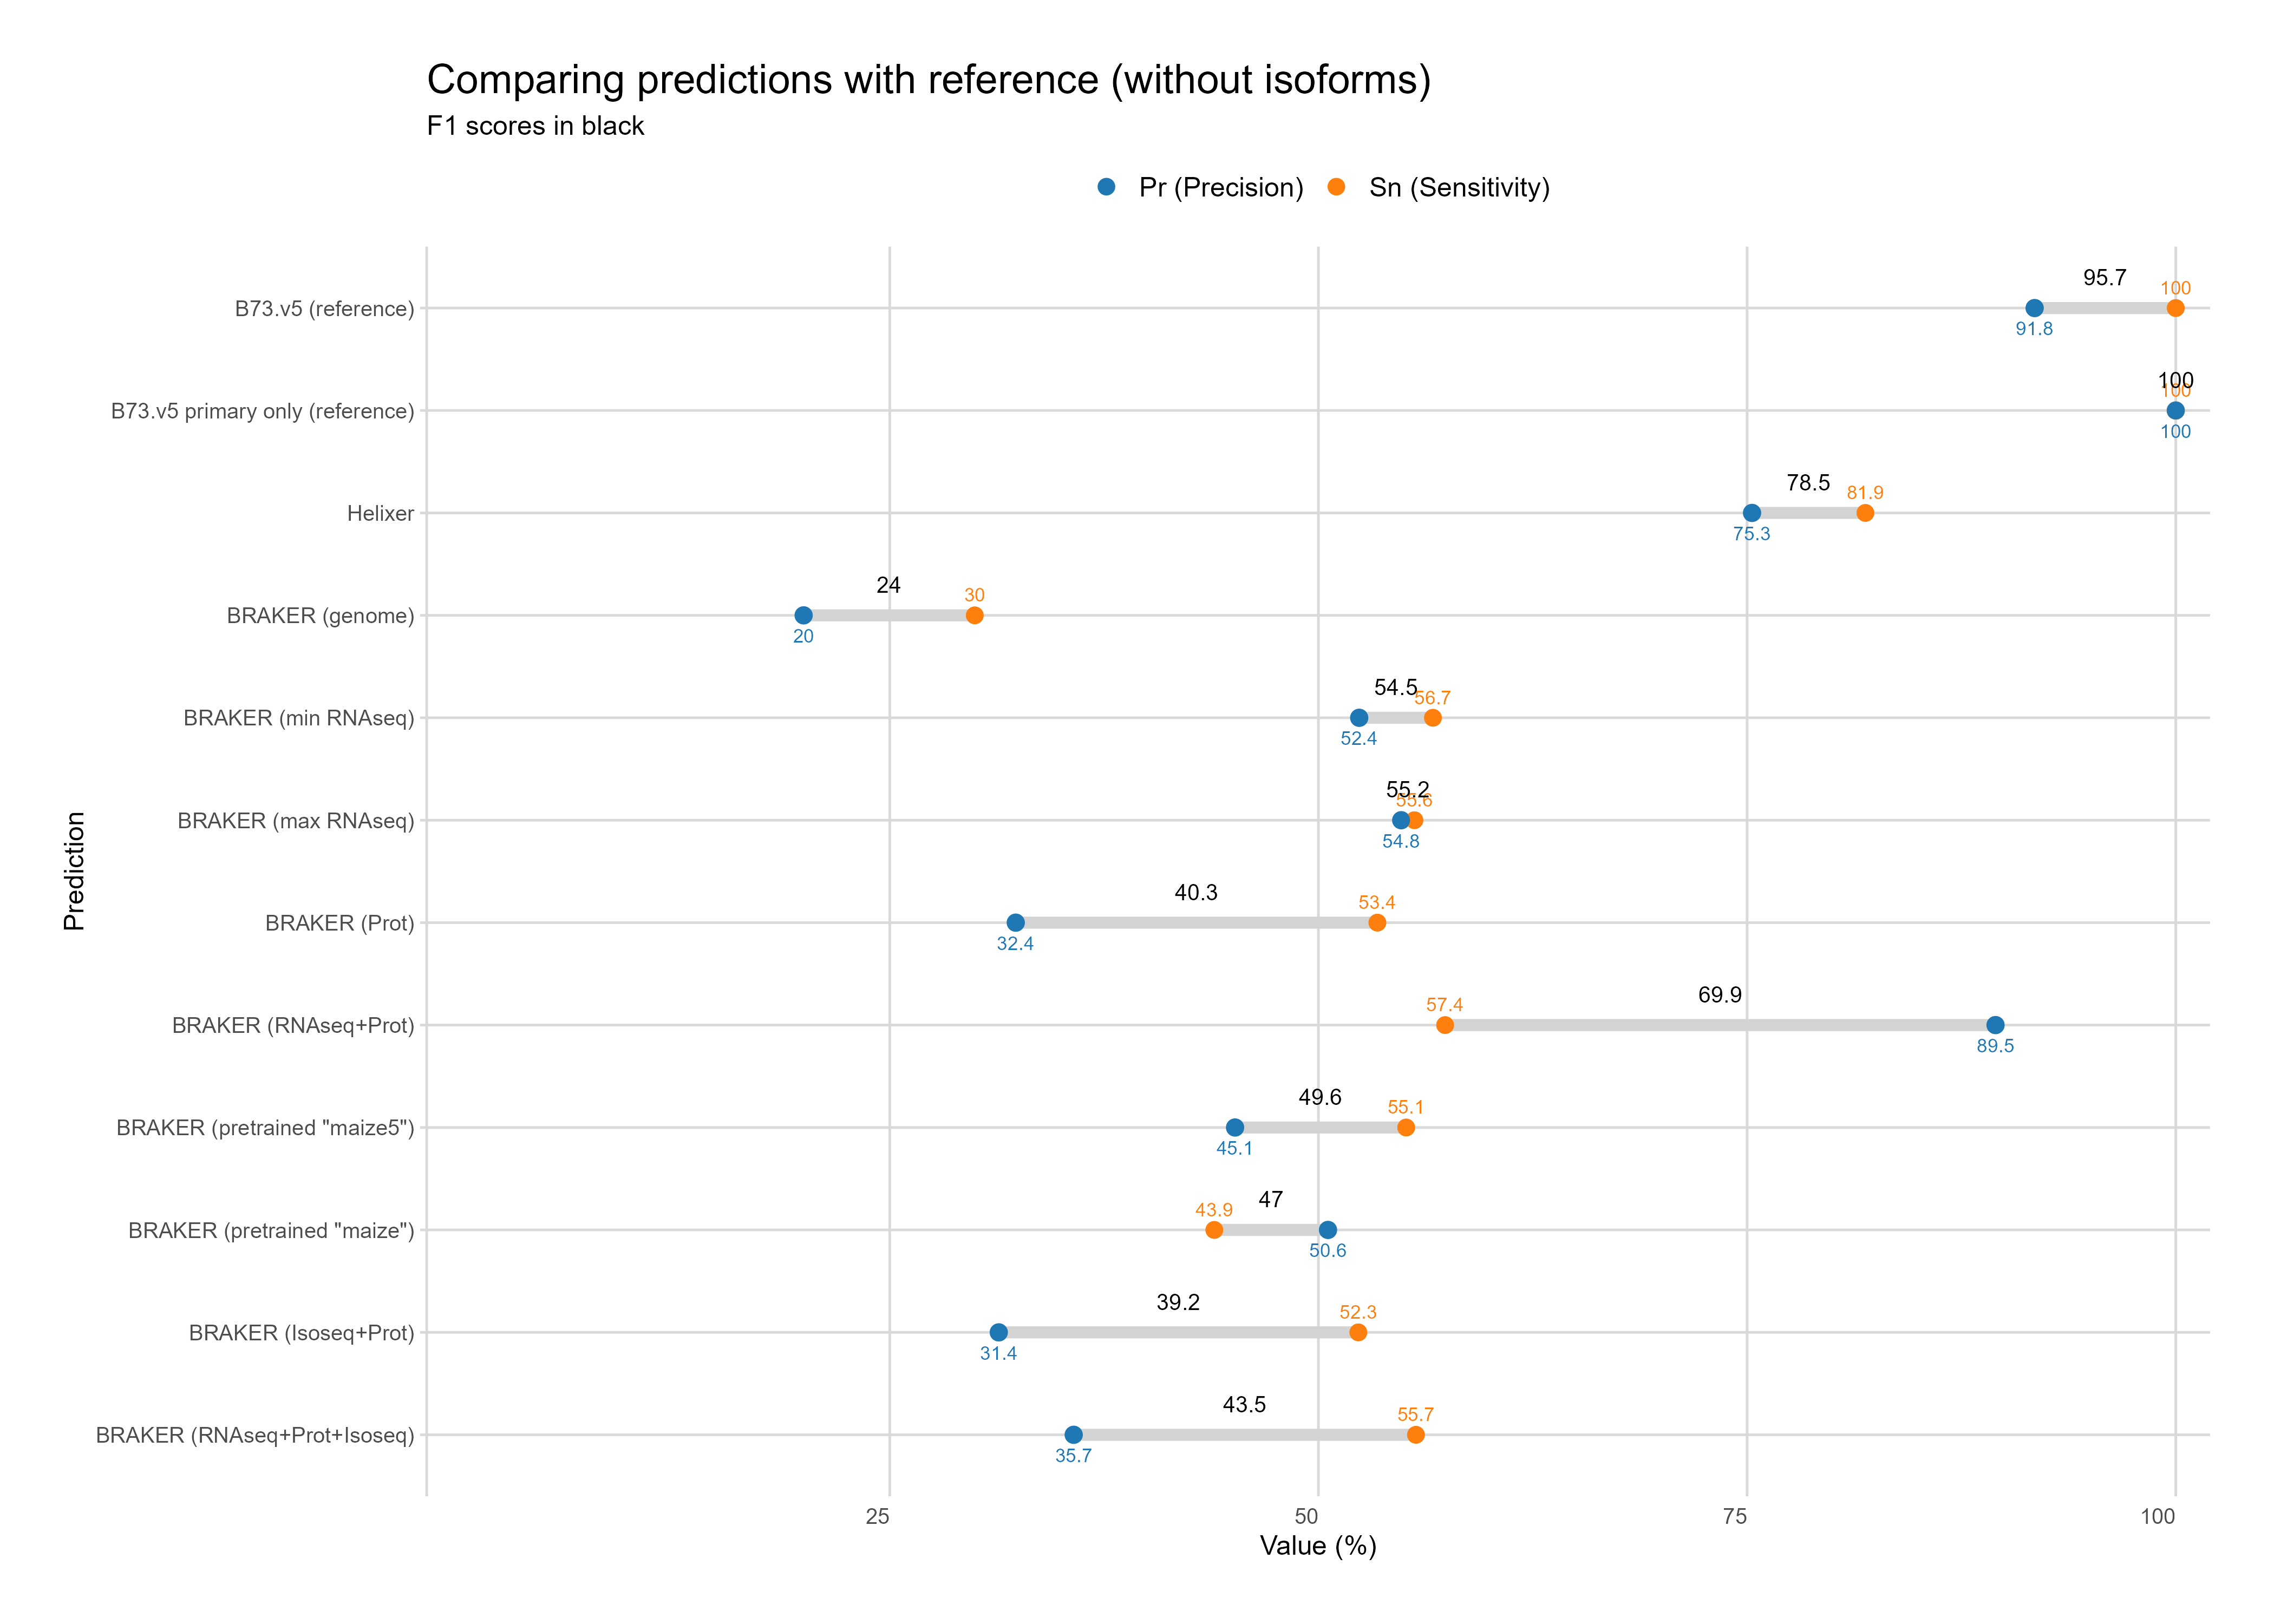 Comparing predictions with reference (without isoforms)
F1 scores in black
Pr (Precision) Sn (Sensitivity)
B73.v5 (reference)
95.7
100
91.8
B73.v5 primary only (reference)
100
100
100
Helixer
78.5
81.9
75.3
BRAKER (genome)
24
30
20
BRAKER (min RNAseq)
54.5
56.7
52.4
BRAKER (max RNAseq)
55.2
55.6
54.8
BRAKER (Prot)
40.3
53.4
32.4
BRAKER (RNAseq+Prot)
69.9
57.4
89.5
BRAKER (pretrained "maize5")
49.6
55.1
45.1
BRAKER (pretrained "maize")
47
43.9
50.6
BRAKER (Isoseq+Prot)
39.2
52.3
31.4
BRAKER (RNAseq+Prot+Isoseq)
43.5
55.7
35.7
Prediction
25 50 75 100
Value (%)